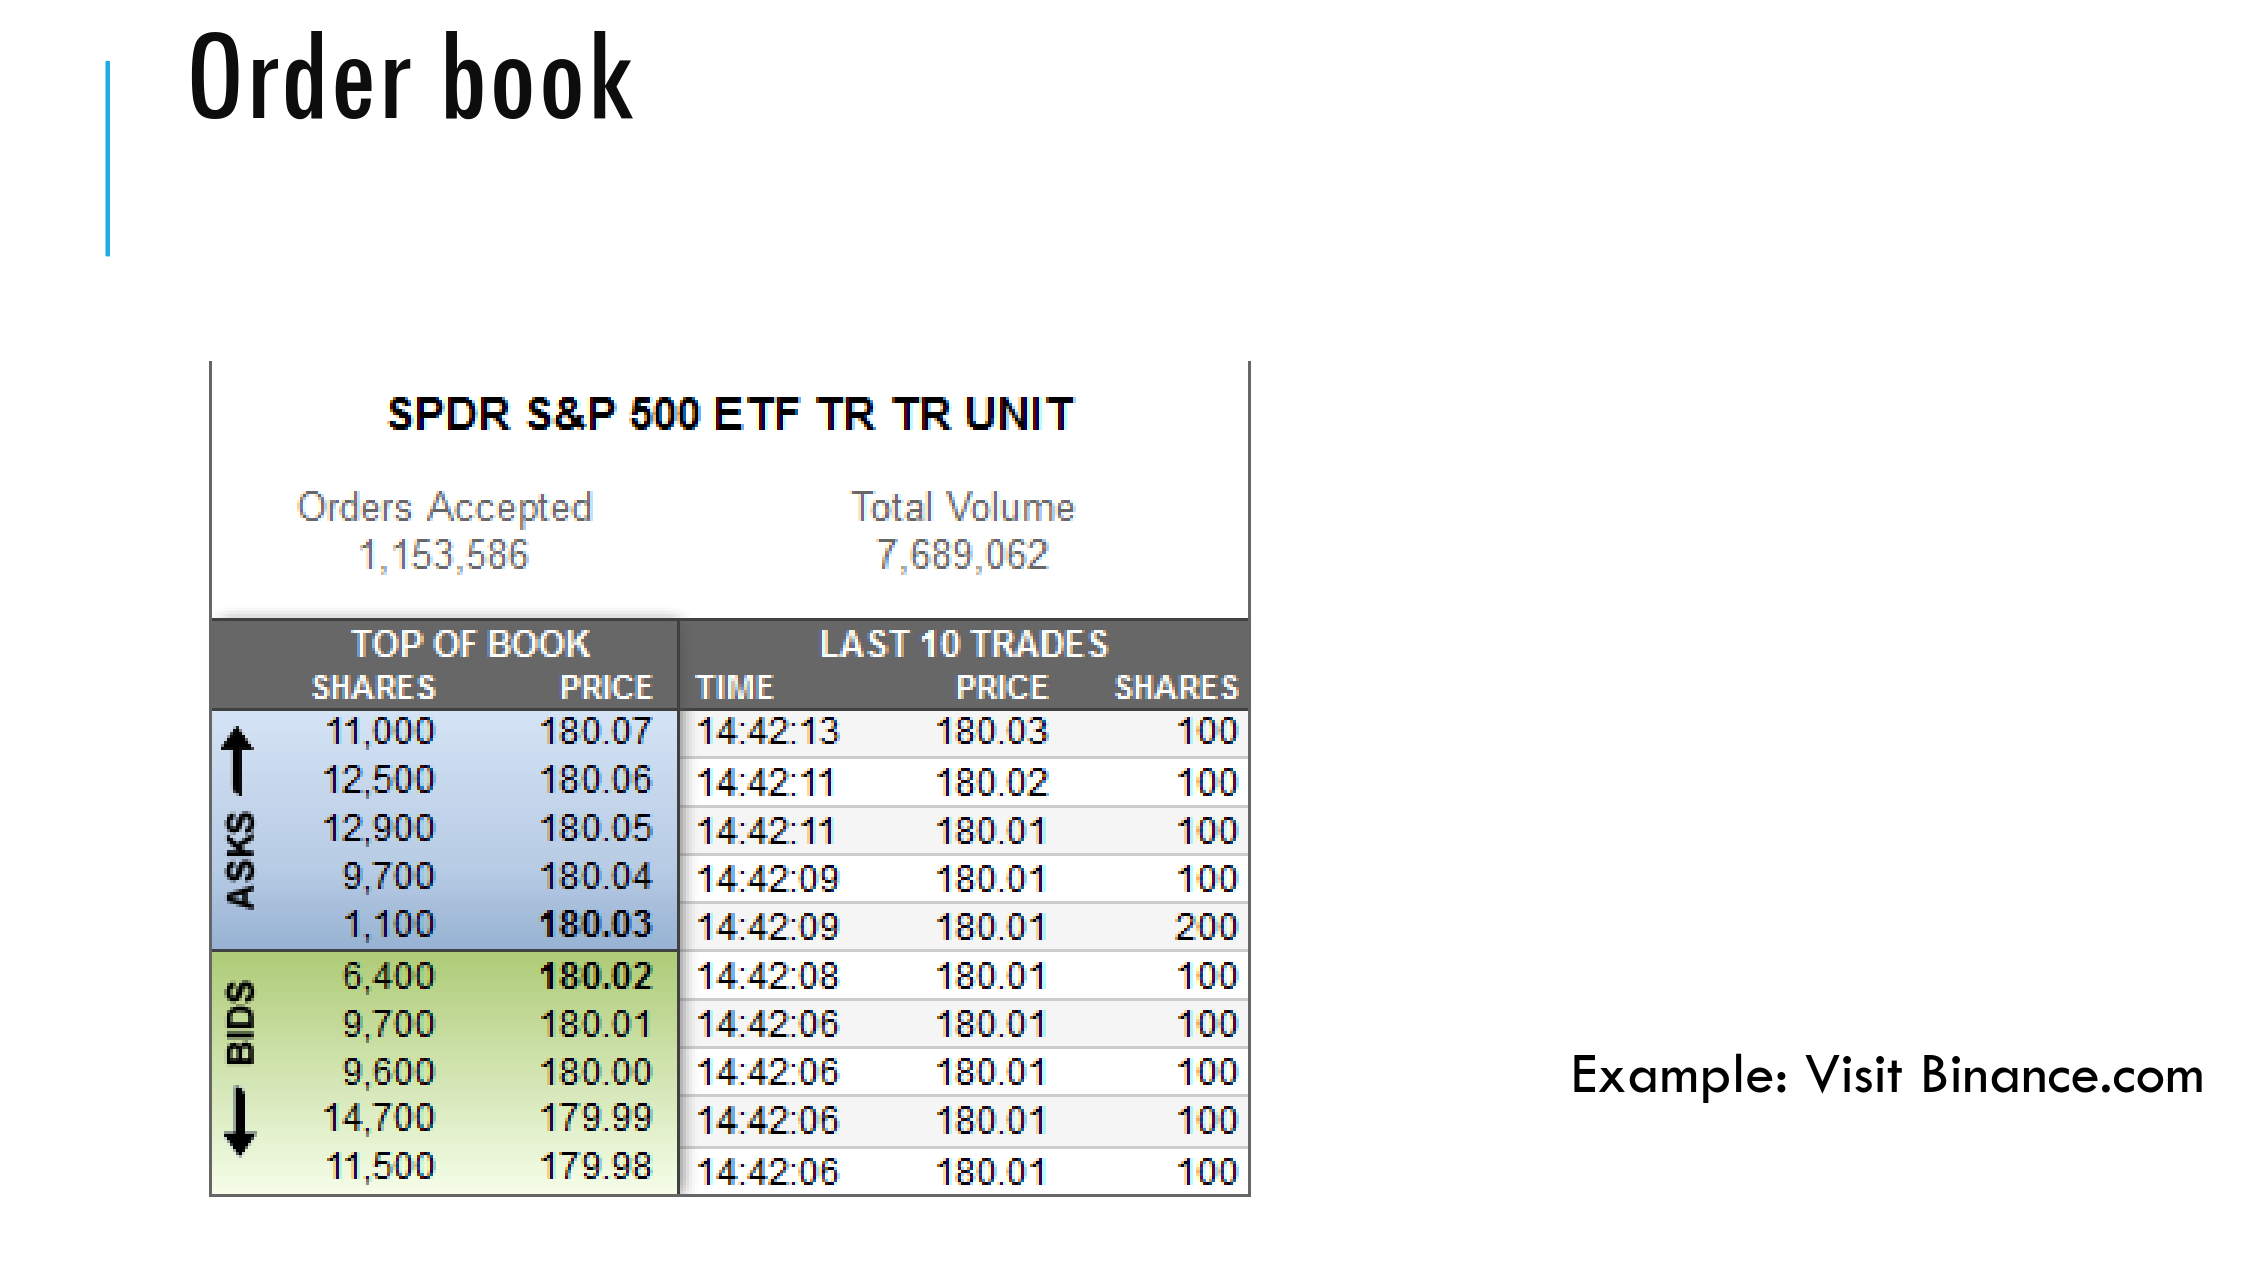 Order book
SPDR S&P 500 ETF TR TR UNIT
Orders Accepted Total Volume
1,153,586 7,689,062
TOP OF BOOK LAST 10 TRADES
SHARES PRICE TIME PRICE SHARES
ASKS
11,000 180.07 14:42:13 180.03 100
12,500 180.06 14:42:11 180.02 100
12,900 180.05 14:42:11 180.01 100
9,700 180.04 14:42:09 180.01 100
1,100 180.03 14:42:09 180.01 200
BIDS
6,400 180.02 14:42:08 180.01 100
9,700 180.01 14:42:06 180.01 100
9,600 180.00 14:42:06 180.01 100
14,700 179.99 14:42:06 180.01 100
11,500 179.98 14:42:06 180.01 100
Example: Visit Binance.com